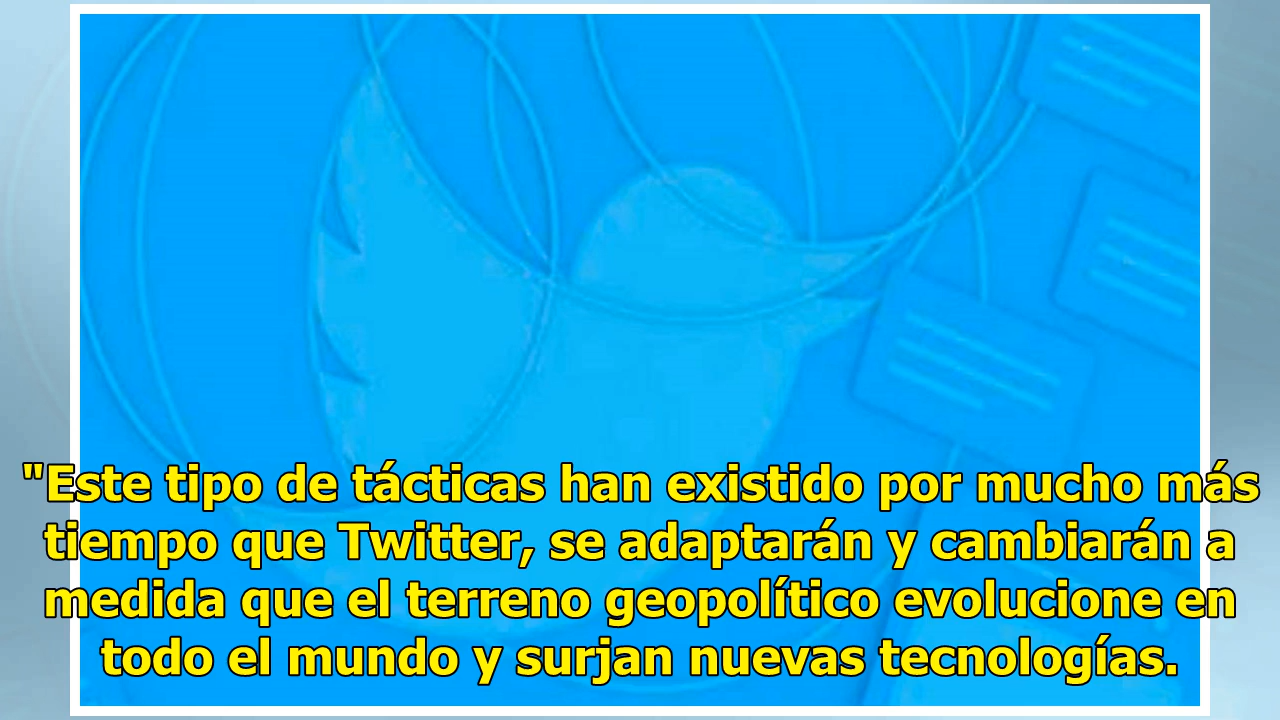 "Este tipo de tácticas han existido por mucho más
tiempo que Twitter, se adaptarán y cambiarán a
medida que el terreno geopolítico evolucione en
todo el mundo y surjan nuevas tecnologías.